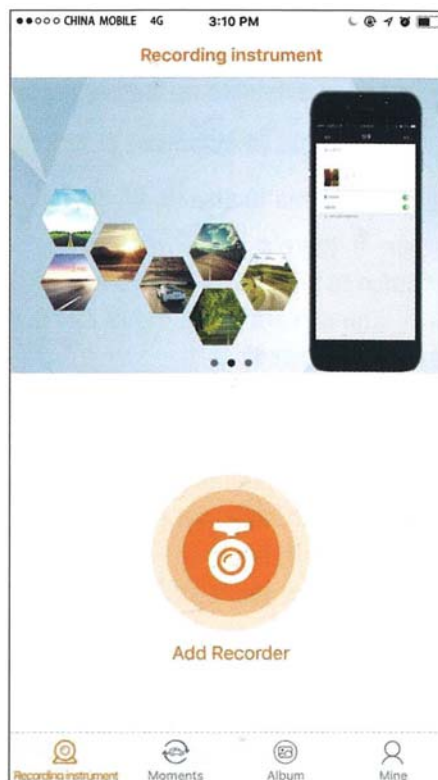 CHINA MOBILE 4G 3:10 PM
Recording instrument
Add Recorder
Recording instrument Moments Album Mine